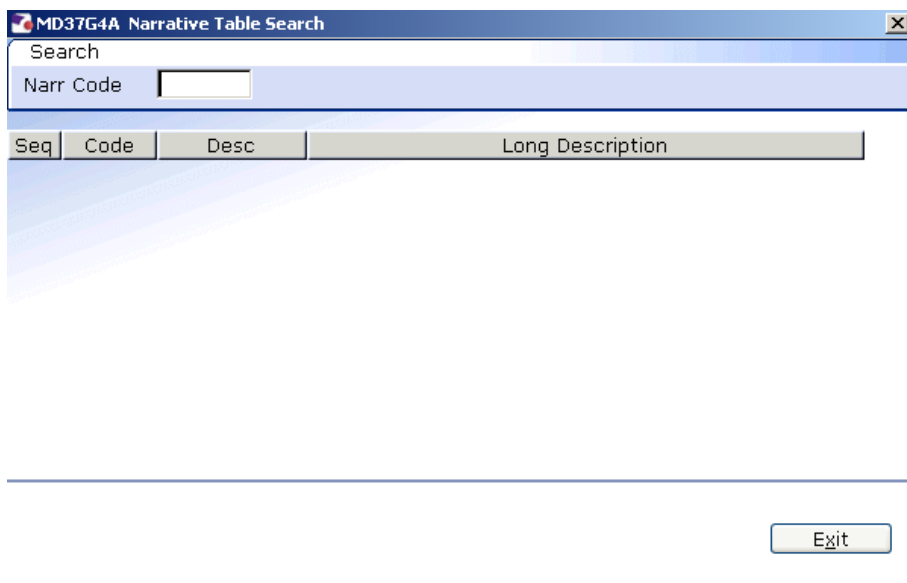 MD37G4A Narrative Table Search
Search
Narr Code
Seq Code Desc Long Description
Exit